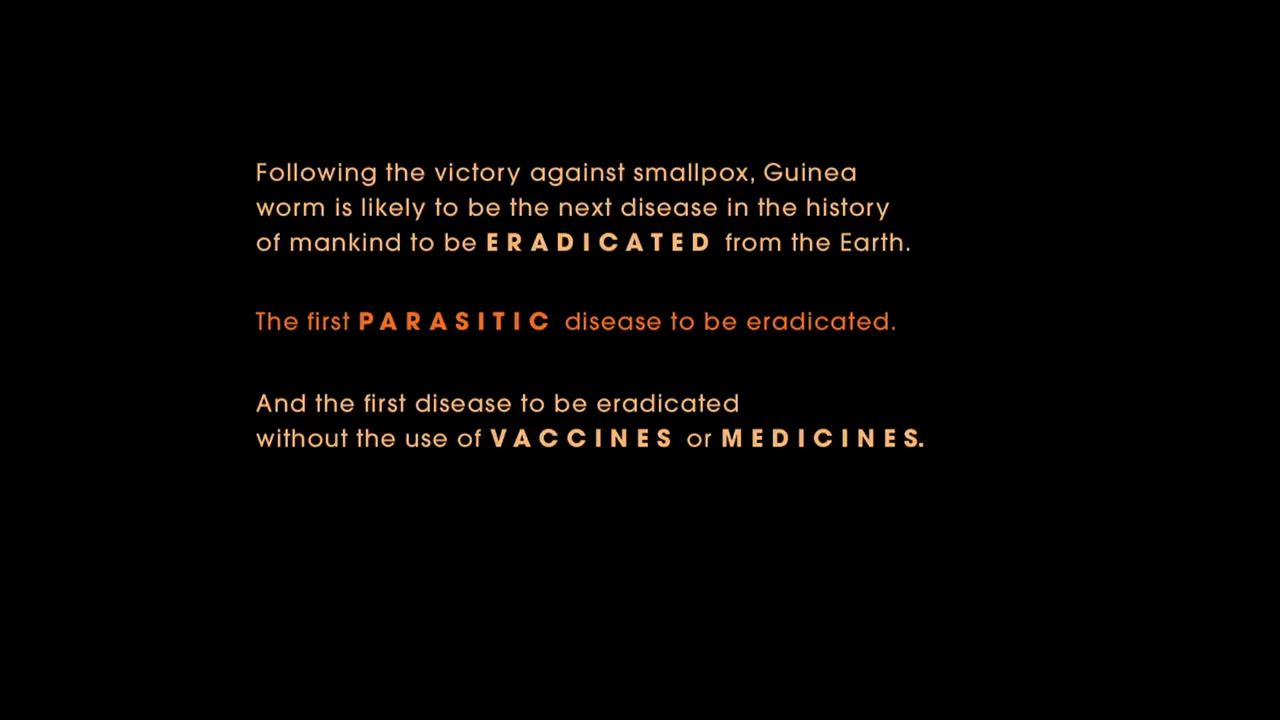 Following the victory against smallpox, Guinea
worm is likely to be the next disease in the history
of mankind to be ERADICATED from the Earth.
The first PARASITIC disease to be eradicated.
And the first disease to be eradicated
without the use of VACCINES or MEDICINES.